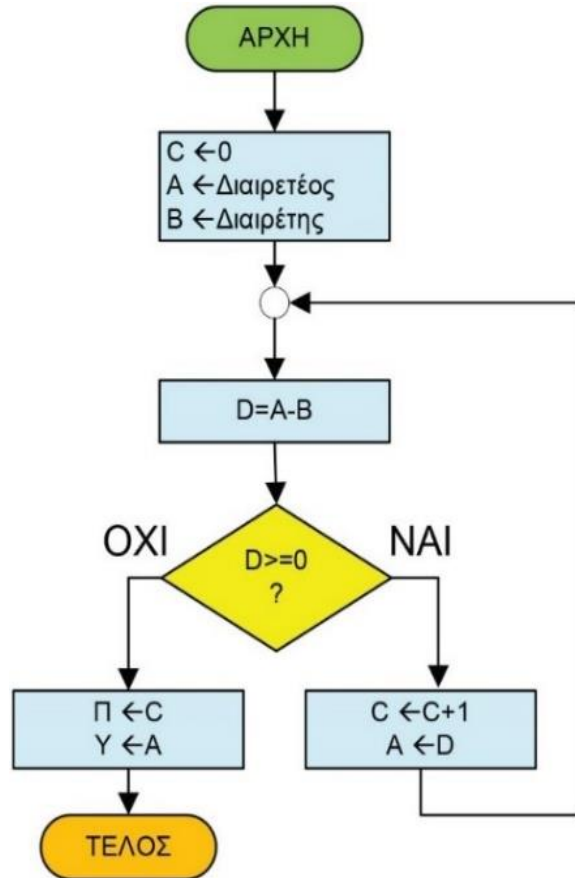 ΑΡΧΗ
C ←0
A ←Διαιρετέος
B ←Διαιρέτης
D=A-B
ΟΧΙ
ΝΑΙ
D>=0
?
Π ←C
Υ ←A
C ←C+1
A ←D
ΤΕΛΟΣ